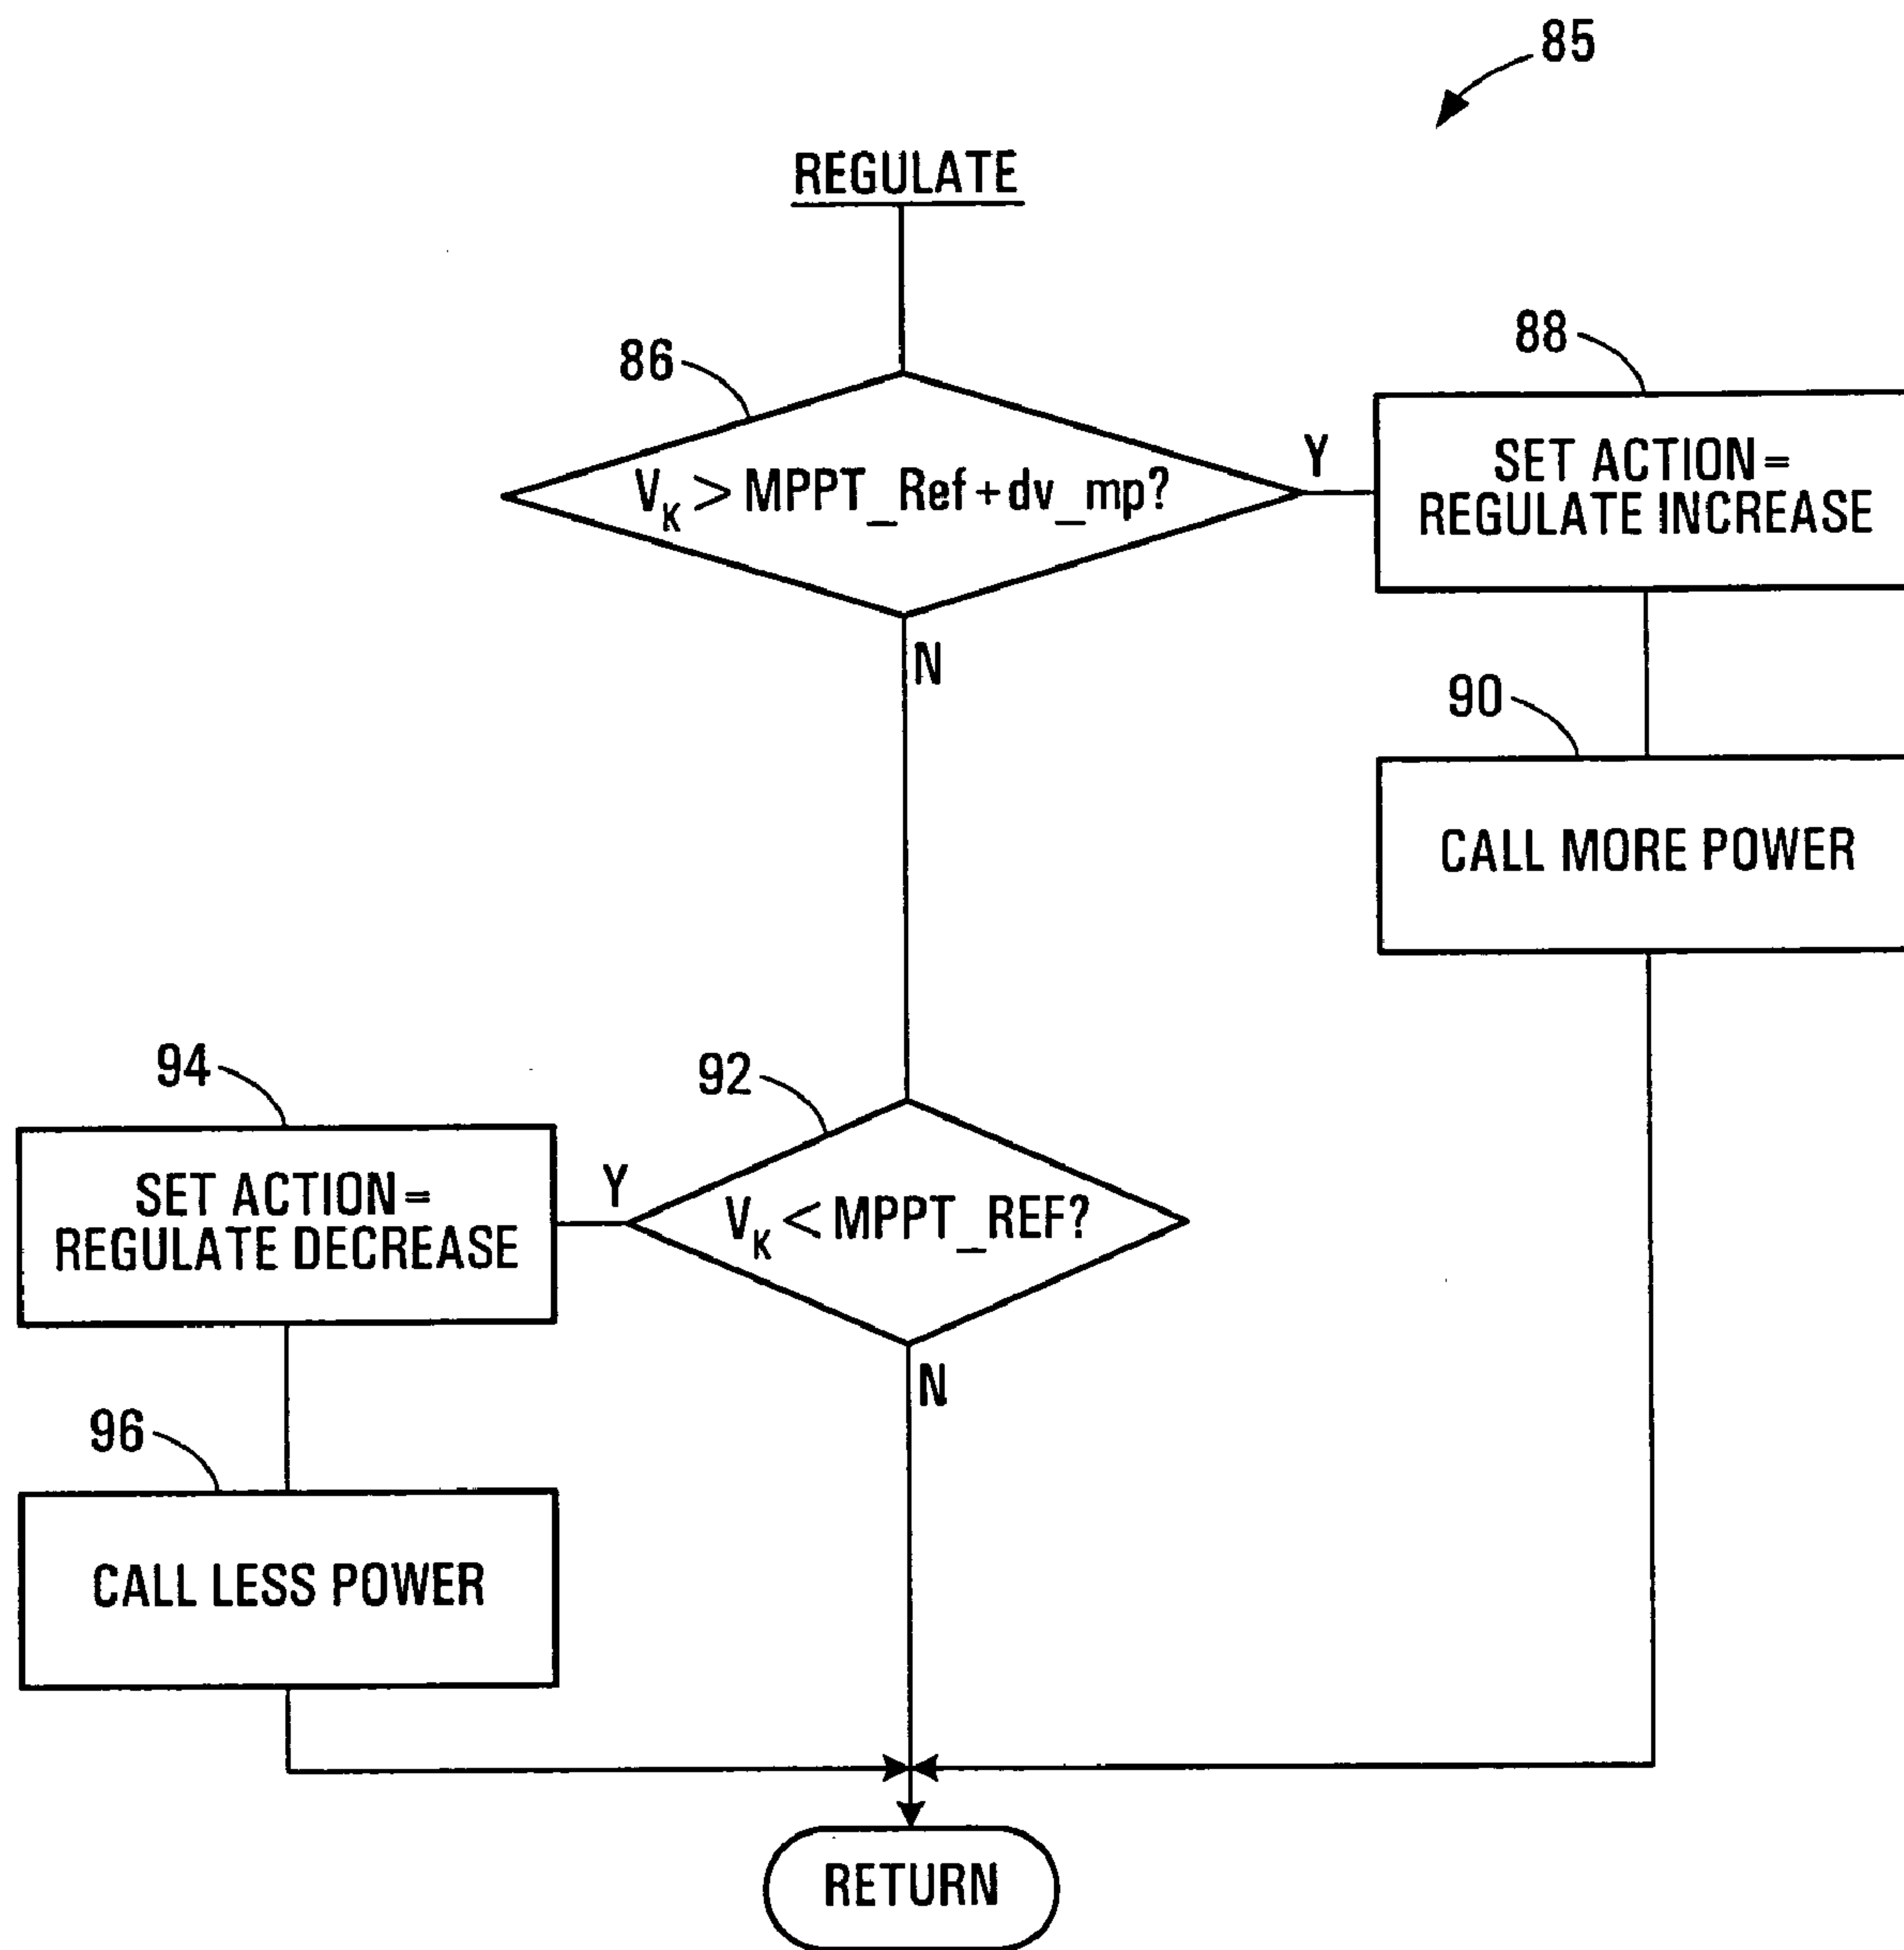 85
REGULATE
86
V_K > MPPT_Ref+dv_mp?
Y
N
88
SET ACTION =
REGULATE INCREASE
90
CALL MORE POWER
92
V_K < MPPT_REF?
Y
N
94
SET ACTION =
REGULATE DECREASE
96
CALL LESS POWER
RETURN